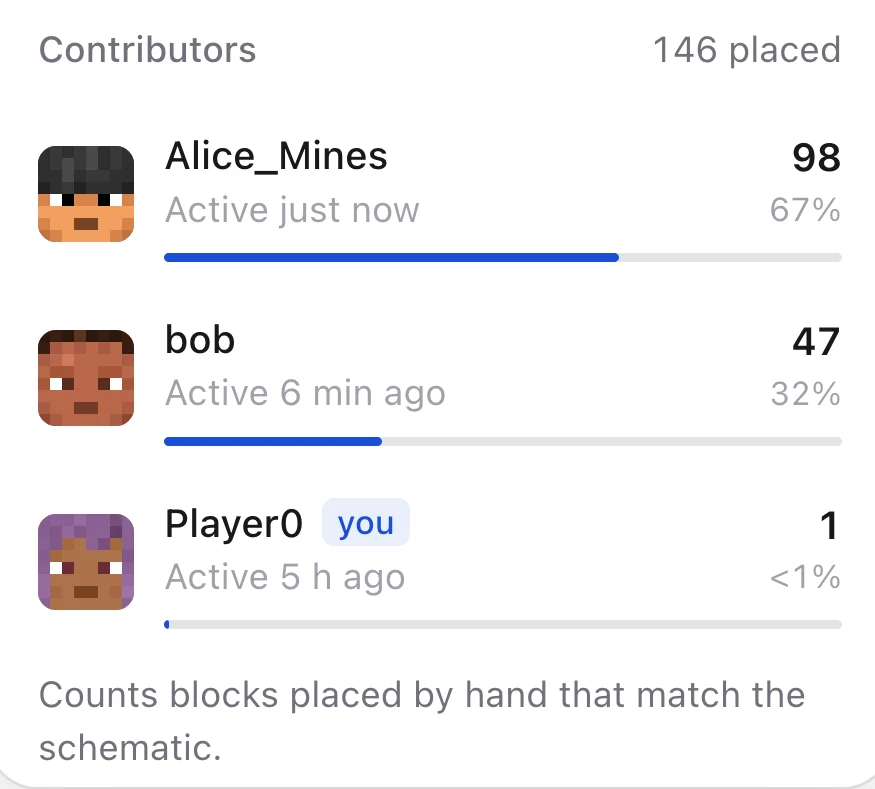 Contributors 146 placed
Alice_Mines 98
Active just now 67%
bob 47
Active 6 min ago 32%
Player0 you 1
Active 5 h ago <1%
Counts blocks placed by hand that match the
schematic.